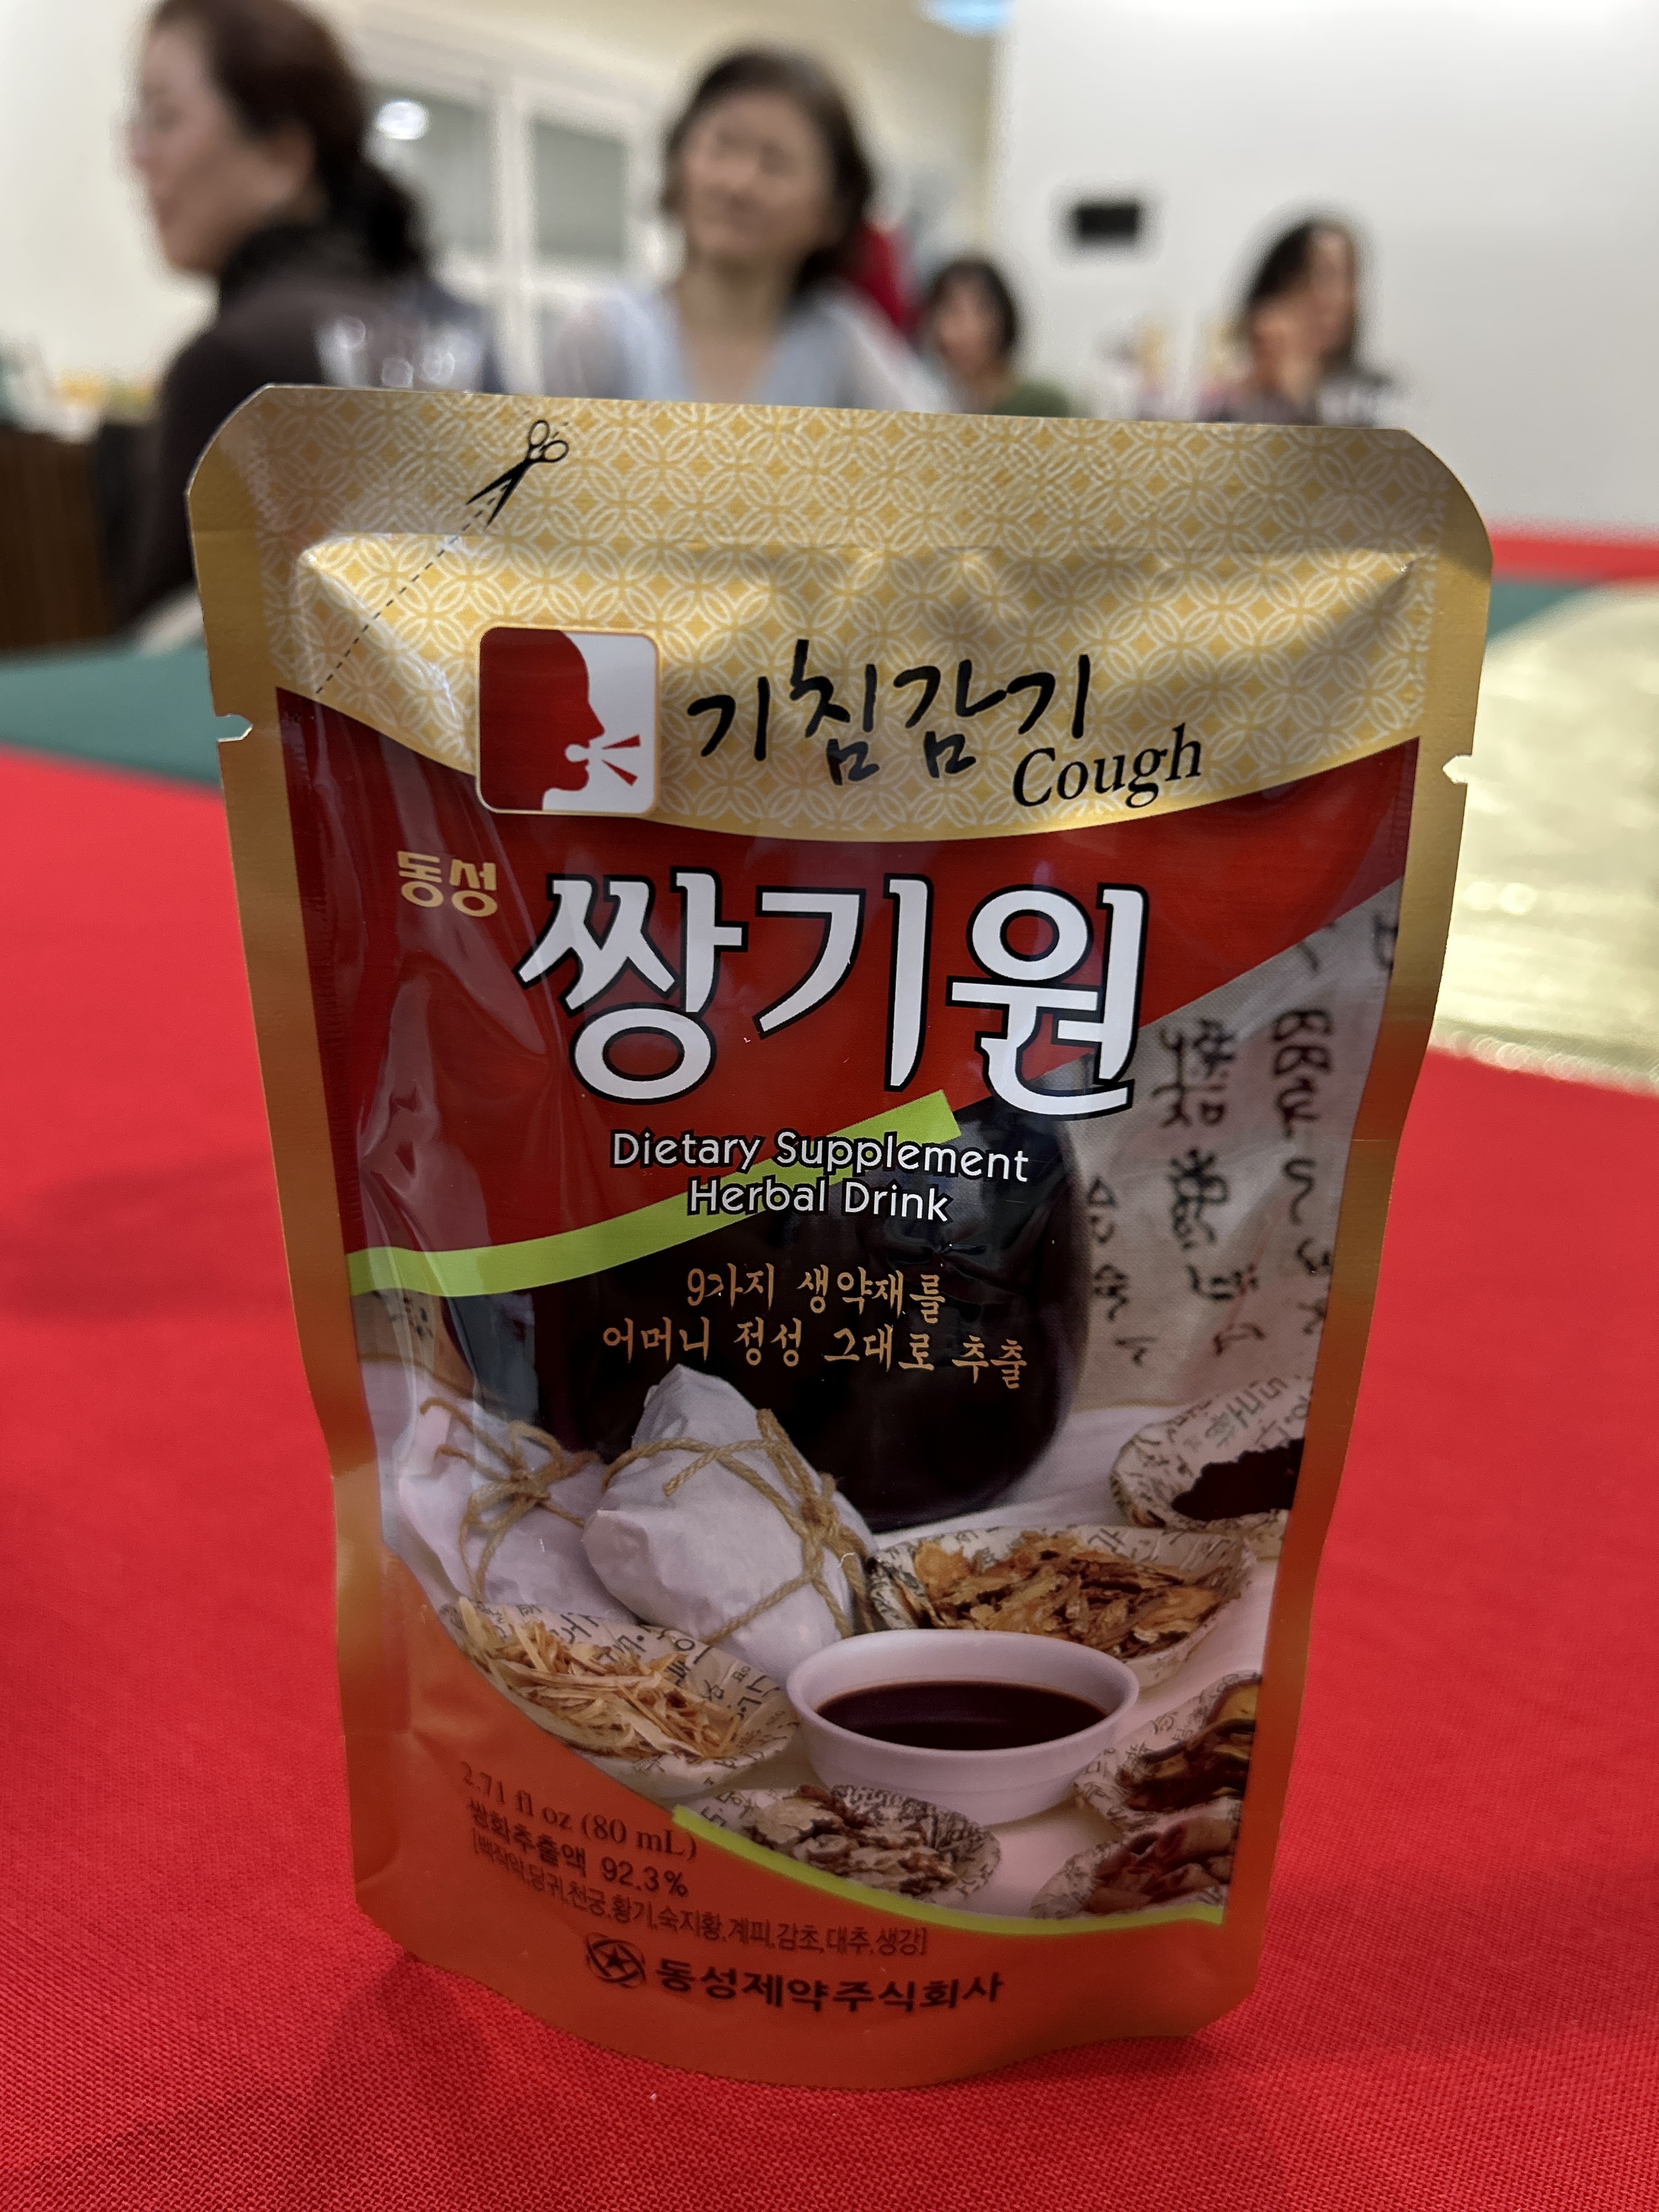 기침감기
Cough
동성
쌍기원
Dietary Supplement
Herbal Drink
9가지 생약재를
어머니 정성 그대로 추출
2.71 fl oz (80 mL)
쌍화추출액 92.3%
[백작약,당귀,천궁,황기,숙지황,계피,감초,대추,생강]
동성제약주식회사